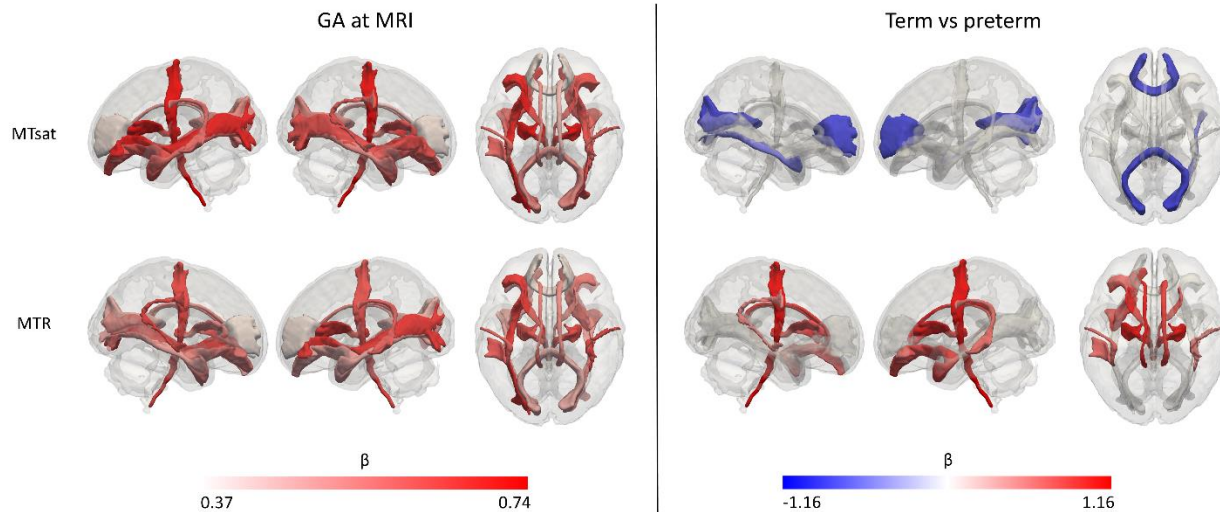 GA at MRI
Term vs preterm
MTsat
MTR
β
0.37
0.74
β
-1.16
1.16